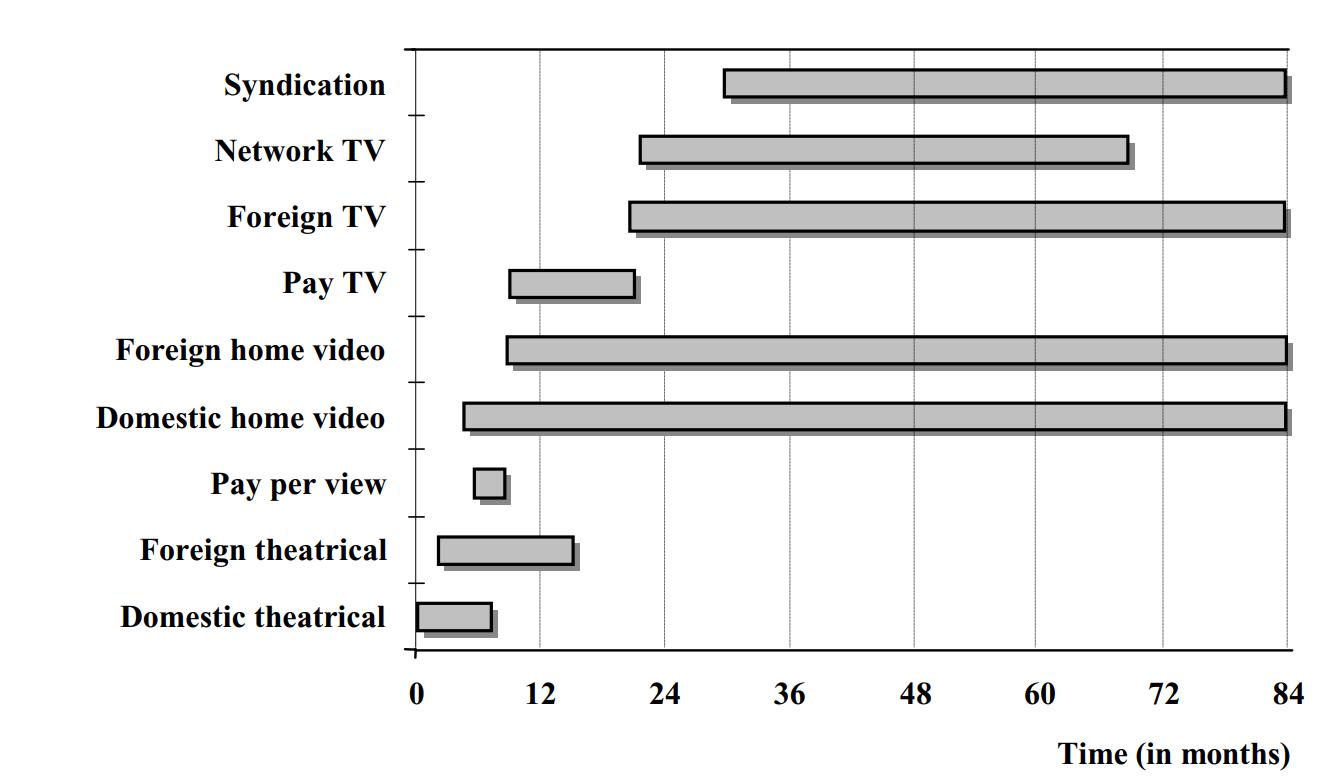 Syndication
Network TV
Foreign TV
Pay TV
Foreign home video
Domestic home video
Pay per view
Foreign theatrical
Domestic theatrical
0 12 24 36 48 60 72 84
Time (in months)